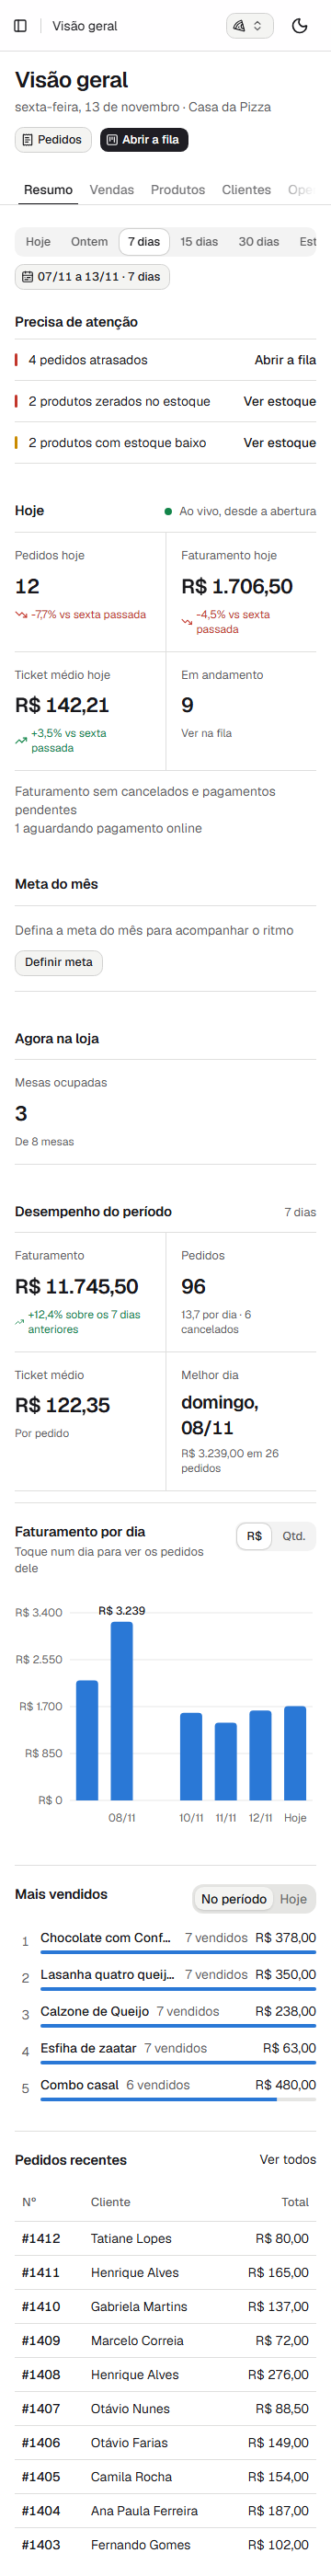 Visão geral
Visão geral
sexta-feira, 13 de novembro · Casa da Pizza
Pedidos
Abrir a fila
Resumo Vendas Produtos Clientes Ope
Hoje Ontem 7 dias 15 dias 30 dias Est
07/11 a 13/11 · 7 dias
Precisa de atenção
4 pedidos atrasados Abrir a fila
2 produtos zerados no estoque Ver estoque
2 produtos com estoque baixo Ver estoque
Hoje Ao vivo, desde a abertura
Pedidos hoje
12
-7,7% vs sexta passada
Faturamento hoje
R$ 1.706,50
-4,5% vs sexta
passada
Ticket médio hoje
R$ 142,21
+3,5% vs sexta
passada
Em andamento
9
Ver na fila
Faturamento sem cancelados e pagamentos
pendentes
1 aguardando pagamento online
Meta do mês
Defina a meta do mês para acompanhar o ritmo
Definir meta
Agora na loja
Mesas ocupadas
3
De 8 mesas
Desempenho do período 7 dias
Faturamento
R$ 11.745,50
+12,4% sobre os 7 dias
anteriores
Pedidos
96
13,7 por dia · 6
cancelados
Ticket médio
R$ 122,35
Por pedido
Melhor dia
domingo,
08/11
R$ 3.239,00 em 26
pedidos
Faturamento por dia
Toque num dia para ver os pedidos
dele
R$ Qtd.
R$ 3.400
R$ 3.239
R$ 2.550
R$ 1.700
R$ 850
R$ 0
08/11 10/11 11/11 12/11 Hoje
Mais vendidos No período Hoje
1 Chocolate com Conf... 7 vendidos R$ 378,00
2 Lasanha quatro queij... 7 vendidos R$ 350,00
3 Calzone de Queijo 7 vendidos R$ 238,00
4 Esfiha de zaatar 7 vendidos R$ 63,00
5 Combo casal 6 vendidos R$ 480,00
Pedidos recentes Ver todos
Nº Cliente Total
#1412 Tatiane Lopes R$ 80,00
#1411 Henrique Alves R$ 165,00
#1410 Gabriela Martins R$ 137,00
#1409 Marcelo Correia R$ 72,00
#1408 Henrique Alves R$ 276,00
#1407 Otávio Nunes R$ 88,50
#1406 Otávio Farias R$ 149,00
#1405 Camila Rocha R$ 154,00
#1404 Ana Paula Ferreira R$ 187,00
#1403 Fernando Gomes R$ 102,00